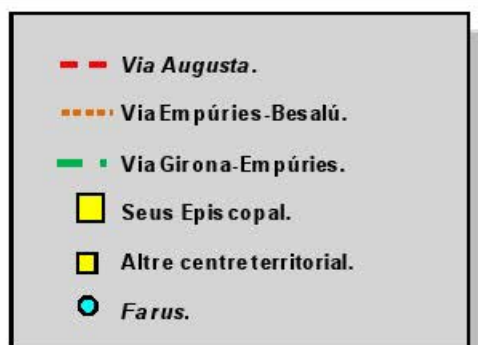 Via Augusta.
Via Empúries-Besalú.
Via Girona-Empúries.
Seus Episcopal.
Altre centre territorial.
Farus.